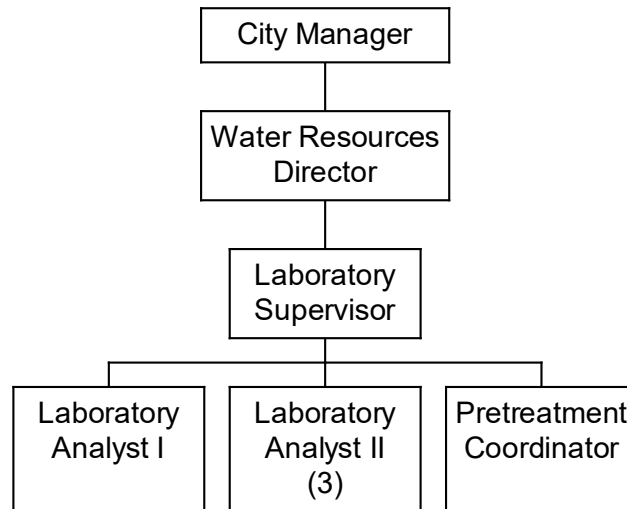 City Manager
Water Resources
Director
Laboratory
Supervisor
Laboratory
Analyst I
Laboratory
Analyst II
(3)
Pretreatment
Coordinator